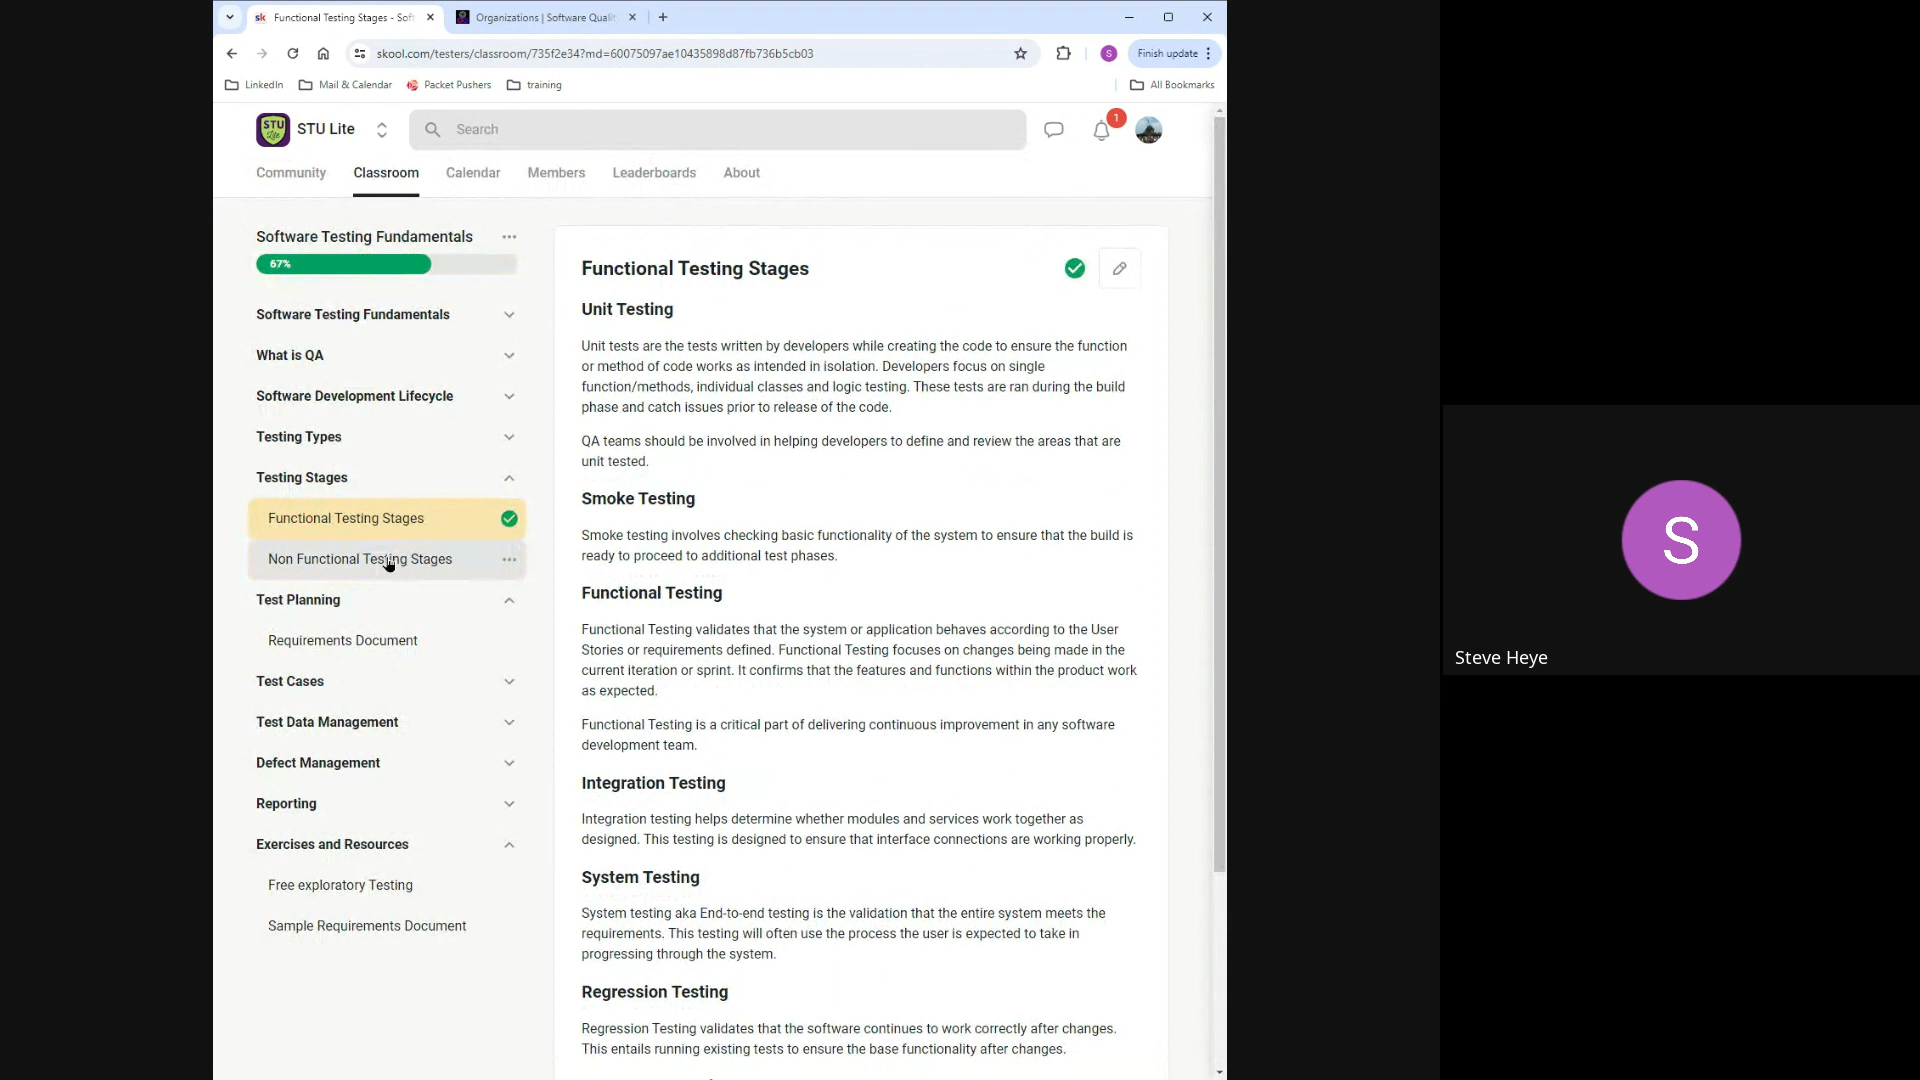 sk Functional Testing Stages - Soft
Organizations | Software Quali
skool.com/testers/classroom/735f2e34?md=60075097ae10435898d87fb736b5cb03
S
Finish update
LinkedIn
Mail & Calendar
Packet Pushers
training
All Bookmarks
STU Lite
STU Lite
Search
1
Community
Classroom
Calendar
Members
Leaderboards
About
Software Testing Fundamentals
67%
Software Testing Fundamentals
What is QA
Software Development Lifecycle
Testing Types
Testing Stages
Functional Testing Stages
Non Functional Testing Stages
Test Planning
Requirements Document
Test Cases
Test Data Management
Defect Management
Reporting
Exercises and Resources
Free exploratory Testing
Sample Requirements Document
Functional Testing Stages
Unit Testing
Unit tests are the tests written by developers while creating the code to ensure the function
or method of code works as intended in isolation. Developers focus on single
function/methods, individual classes and logic testing. These tests are ran during the build
phase and catch issues prior to release of the code.
QA teams should be involved in helping developers to define and review the areas that are
unit tested.
Smoke Testing
Smoke testing involves checking basic functionality of the system to ensure that the build is
ready to proceed to additional test phases.
Functional Testing
Functional Testing validates that the system or application behaves according to the User
Stories or requirements defined. Functional Testing focuses on changes being made in the
current iteration or sprint. It confirms that the features and functions within the product work
as expected.
Functional Testing is a critical part of delivering continuous improvement in any software
development team.
Integration Testing
Integration testing helps determine whether modules and services work together as
designed. This testing is designed to ensure that interface connections are working properly.
System Testing
System testing aka End-to-end testing is the validation that the entire system meets the
requirements. This testing will often use the process the user is expected to take in
progressing through the system.
Regression Testing
Regression Testing validates that the software continues to work correctly after changes.
This entails running existing tests to ensure the base functionality after changes.
S
Steve Heye